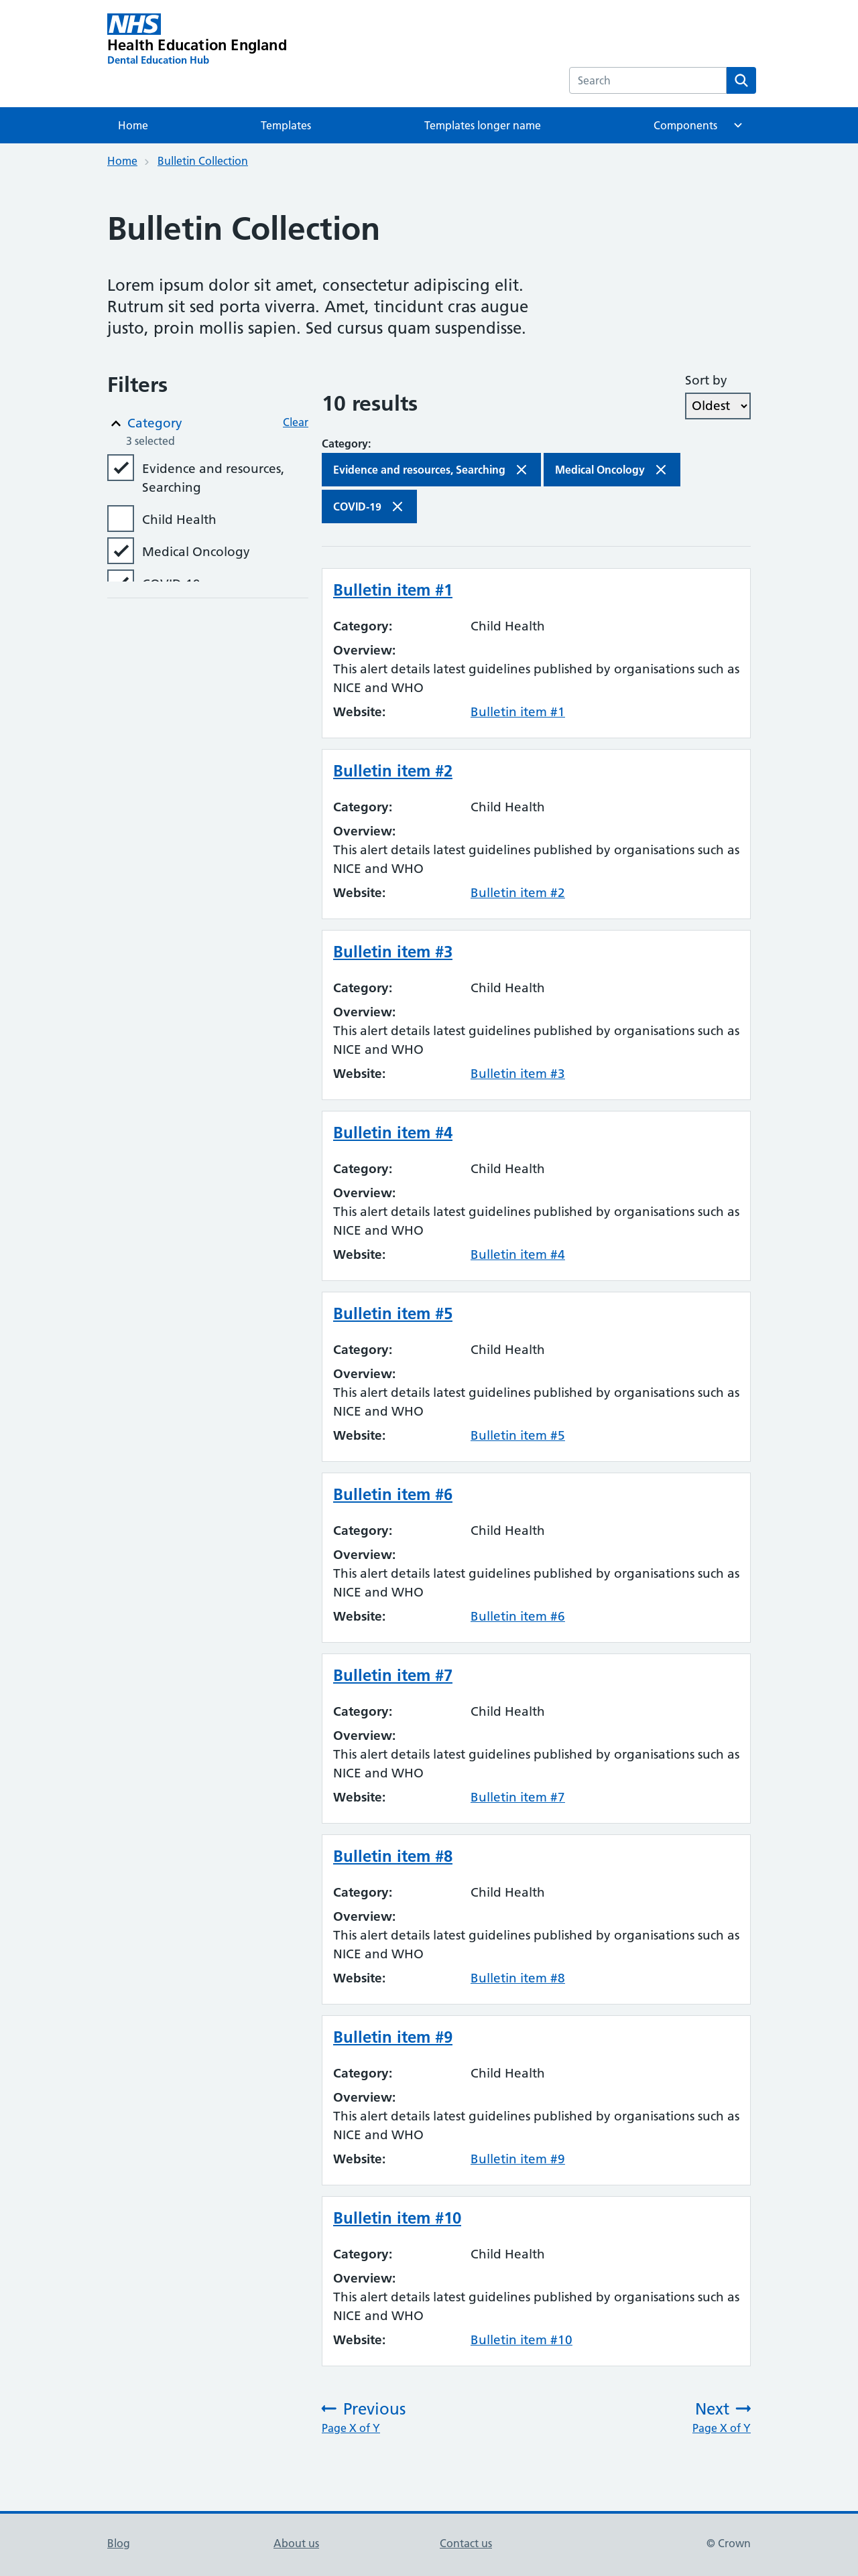 NHS
Health Education England
Dental Education Hub
Search
Home
Templates
Templates longer name
Components
Home
Bulletin Collection
Bulletin Collection
Lorem ipsum dolor sit amet, consectetur adipiscing elit.
Rutrum sit sed porta viverra. Amet, tincidunt cras augue
justo, proin mollis sapien. Sed cursus quam suspendisse.
Filters
Category
Clear
3 selected
Evidence and resources,
Searching
Child Health
Medical Oncology
COVID-19
10 results
Sort by
Oldest
Category:
Evidence and resources, Searching
Medical Oncology
COVID-19
Bulletin item #1
Category: Child Health
Overview:
This alert details latest guidelines published by organisations such as
NICE and WHO
Website: Bulletin item #1
Bulletin item #2
Category: Child Health
Overview:
This alert details latest guidelines published by organisations such as
NICE and WHO
Website: Bulletin item #2
Bulletin item #3
Category: Child Health
Overview:
This alert details latest guidelines published by organisations such as
NICE and WHO
Website: Bulletin item #3
Bulletin item #4
Category: Child Health
Overview:
This alert details latest guidelines published by organisations such as
NICE and WHO
Website: Bulletin item #4
Bulletin item #5
Category: Child Health
Overview:
This alert details latest guidelines published by organisations such as
NICE and WHO
Website: Bulletin item #5
Bulletin item #6
Category: Child Health
Overview:
This alert details latest guidelines published by organisations such as
NICE and WHO
Website: Bulletin item #6
Bulletin item #7
Category: Child Health
Overview:
This alert details latest guidelines published by organisations such as
NICE and WHO
Website: Bulletin item #7
Bulletin item #8
Category: Child Health
Overview:
This alert details latest guidelines published by organisations such as
NICE and WHO
Website: Bulletin item #8
Bulletin item #9
Category: Child Health
Overview:
This alert details latest guidelines published by organisations such as
NICE and WHO
Website: Bulletin item #9
Bulletin item #10
Category: Child Health
Overview:
This alert details latest guidelines published by organisations such as
NICE and WHO
Website: Bulletin item #10
Previous
Page X of Y
Next
Page X of Y
Blog
About us
Contact us
© Crown